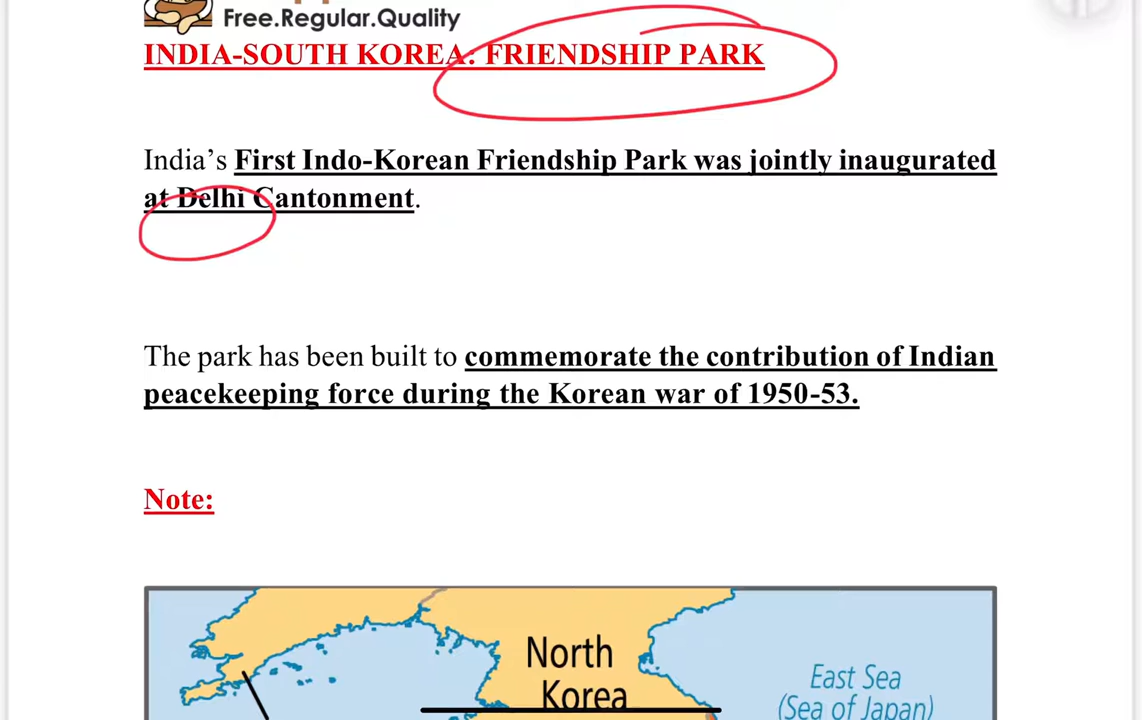 Free.Regular.Quality
INDIA-SOUTH KOREA: FRIENDSHIP PARK
India’s First Indo-Korean Friendship Park was jointly inaugurated
at Delhi Cantonment.
The park has been built to commemorate the contribution of Indian
peacekeeping force during the Korean war of 1950-53.
Note:
North
Korea
East Sea
(Sea of Japan)